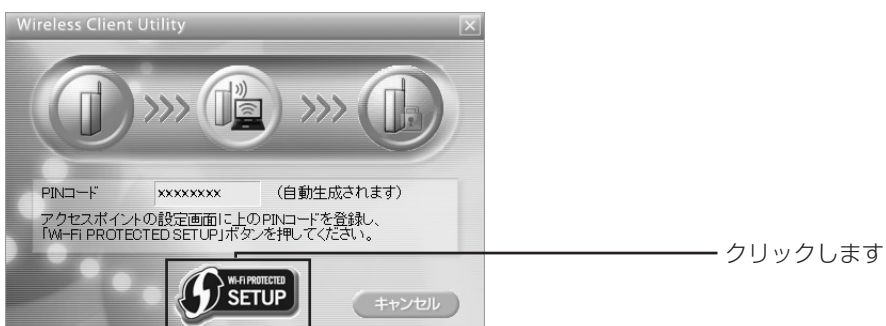 Wireless Client Utility
PINコード xxxxxxxx (自動生成されます)
アクセスポイントの設定画面に上のPINコードを登録し、
「Wi-Fi PROTECTED SETUP」ボタンを押してください。
クリックします
Wi-Fi PROTECTED
SETUP
キャンセル